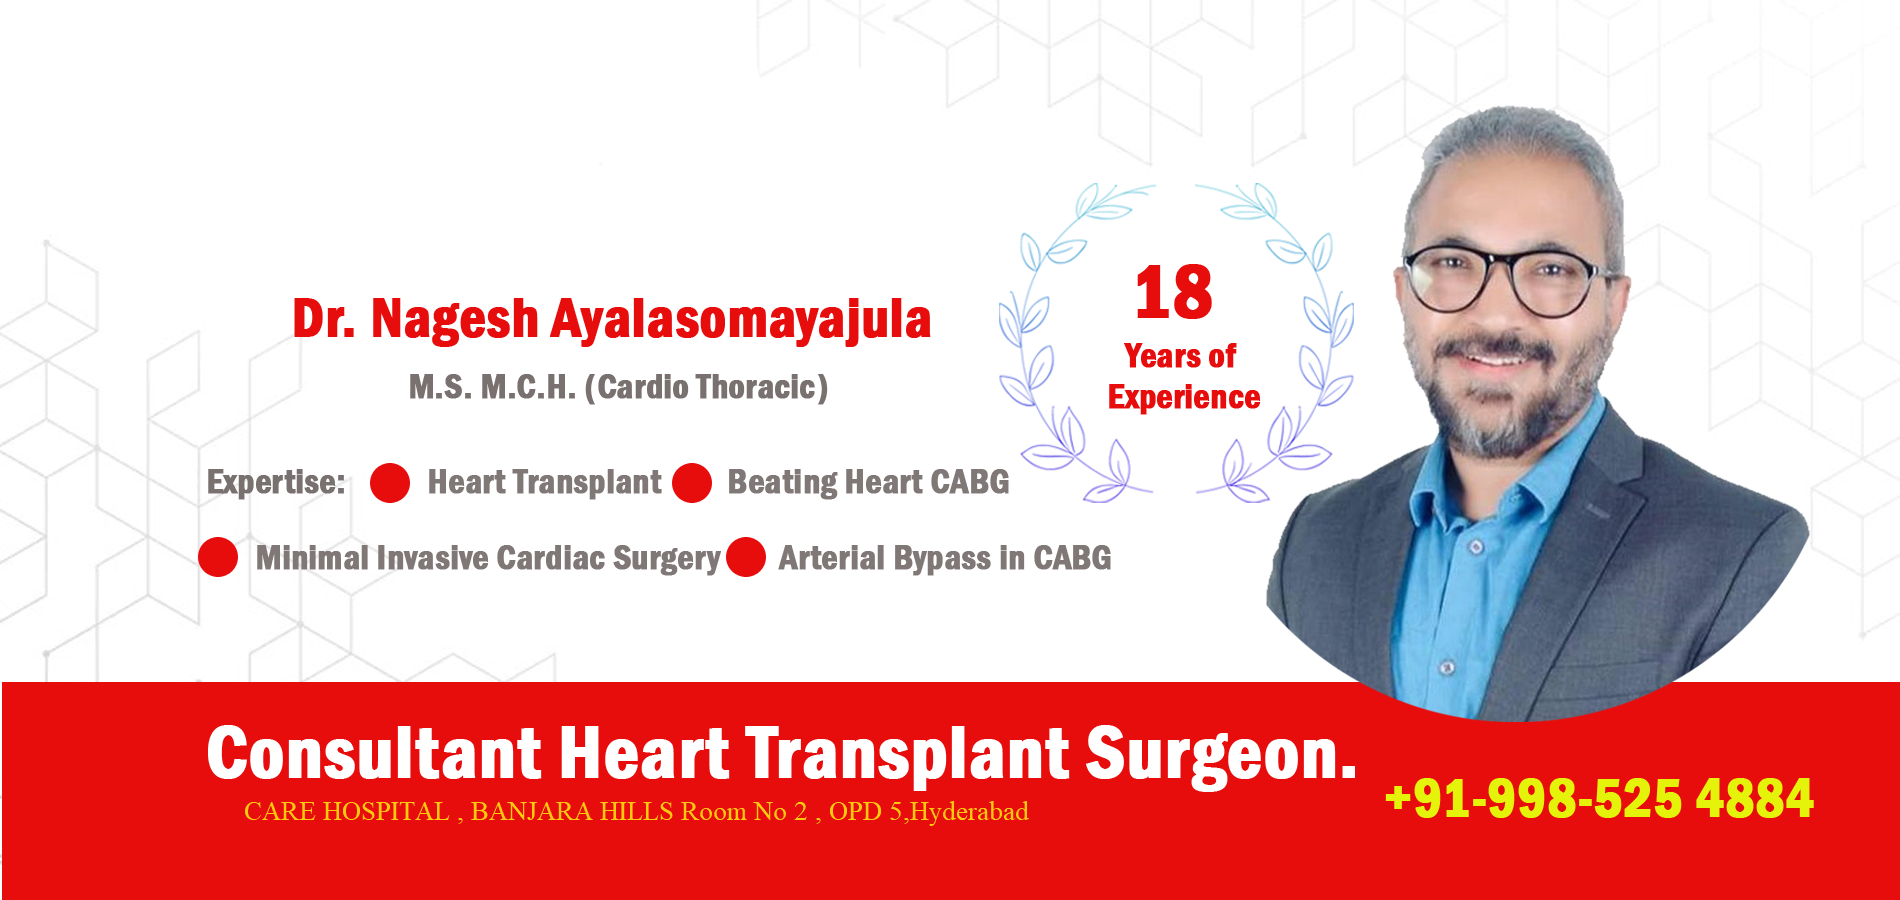 Dr. Nagesh Ayalasomayajula
M.S. M.C.H. (Cardio Thoracic)
18
Years of
Experience
Expertise: Heart Transplant Beating Heart CABG
Minimal Invasive Cardiac Surgery Arterial Bypass in CABG
Consultant Heart Transplant Surgeon.
CARE HOSPITAL , BANJARA HILLS Room No 2 , OPD 5,Hyderabad
+91-998-525 4884